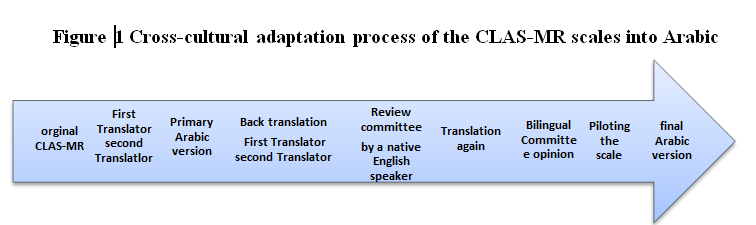 Figure 1 Cross-cultural adaptation process of the CLAS-MR scales into Arabic
orginal
CLAS-MR
First
Translator
second
Translatlor
Primary
Arabic
version
Back translation
First Translator
second Translator
Review
committee
by a native
English
speaker
Translation
again
Bilingual
Committe
e opinion
Piloting
the
scale
final
Arabic
version